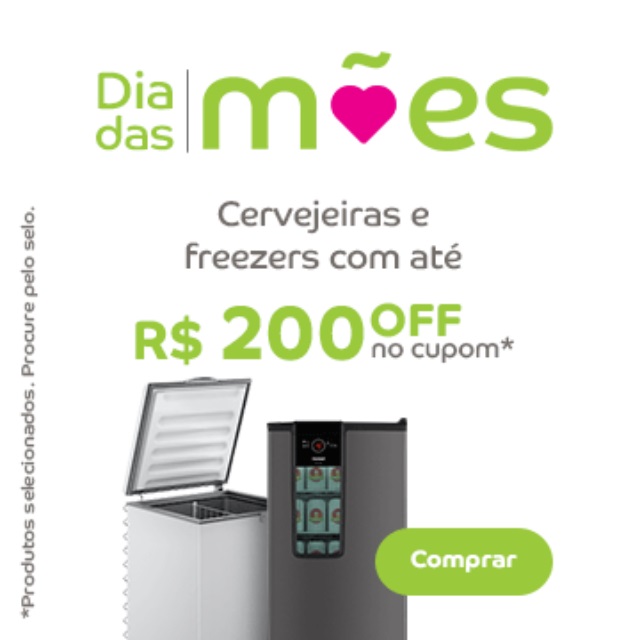 Dia
das
mães
Cervejeiras e
freezers com até
R$ 200 OFF
no cupom*
Comprar
*Produtos selecionados. Procure pelo selo.